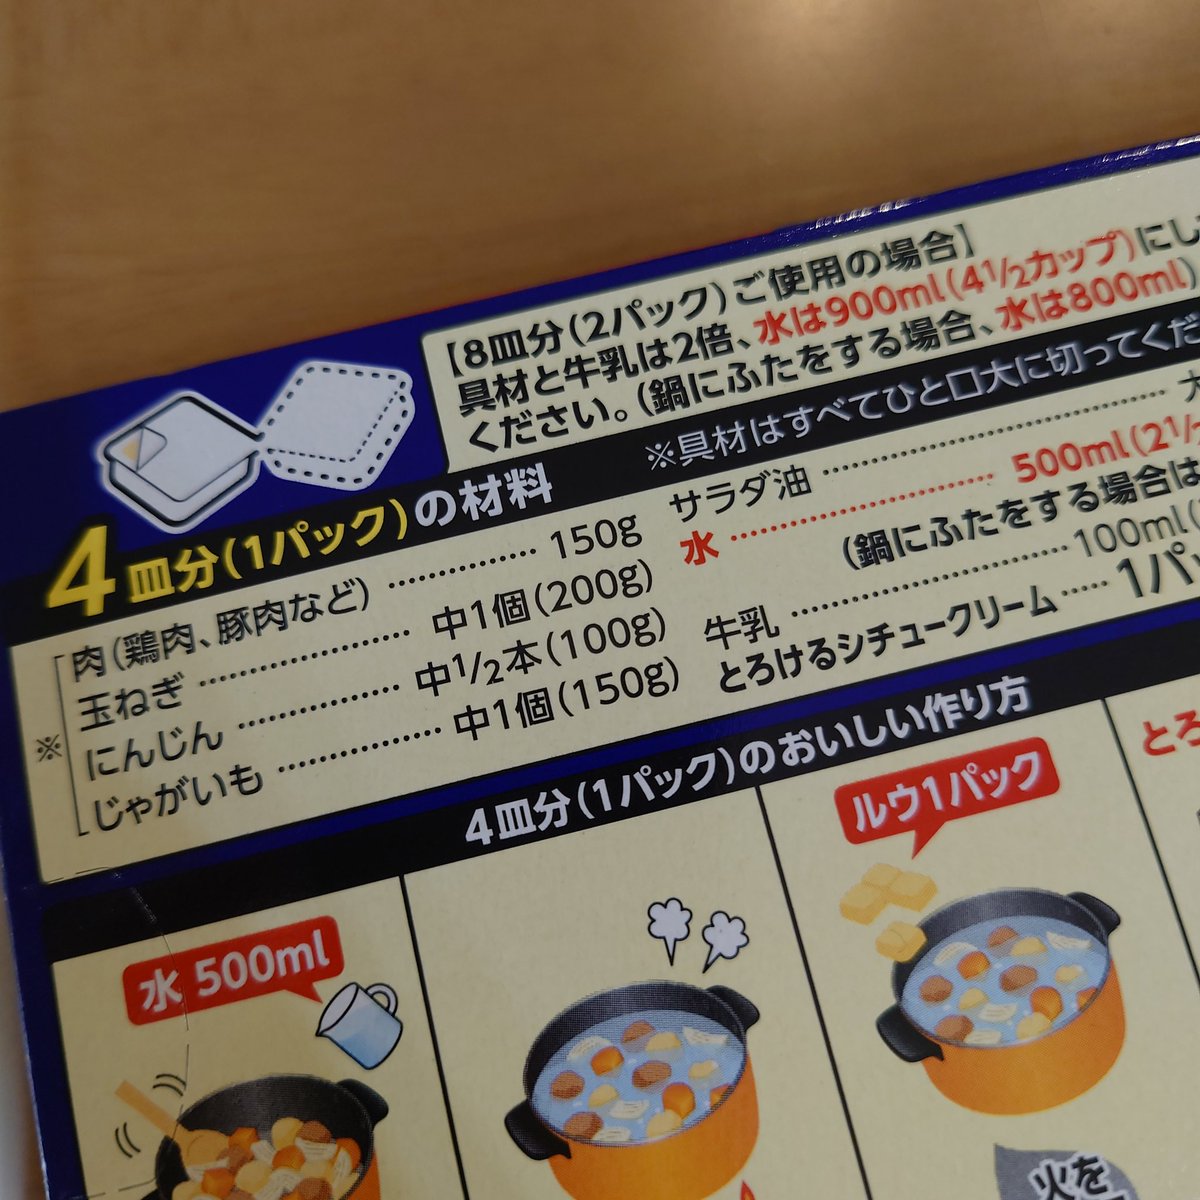 【8皿分(2パック)ご使用の場合】
具材と牛乳は2倍、水は900ml(4½カップ)にし
ください。(鍋にふたをする場合、水は800ml)
4皿分(1パック)の材料
※具材はすべてひと口大に切ってくだ
※
肉(鶏肉、豚肉など)…………… 150g
玉ねぎ…………… 中1個(200g)
にんじん…………… 中½本(100g)
じゃがいも…………… 中1個(150g)
サラダ油……………
水…………… 500ml(2½
(鍋にふたをする場合は
牛乳…………… 100ml(
とろけるシチュークリーム…… 1パ
4皿分(1パック)のおいしい作り方
水 500ml
ルウ1パック
とろ
火を